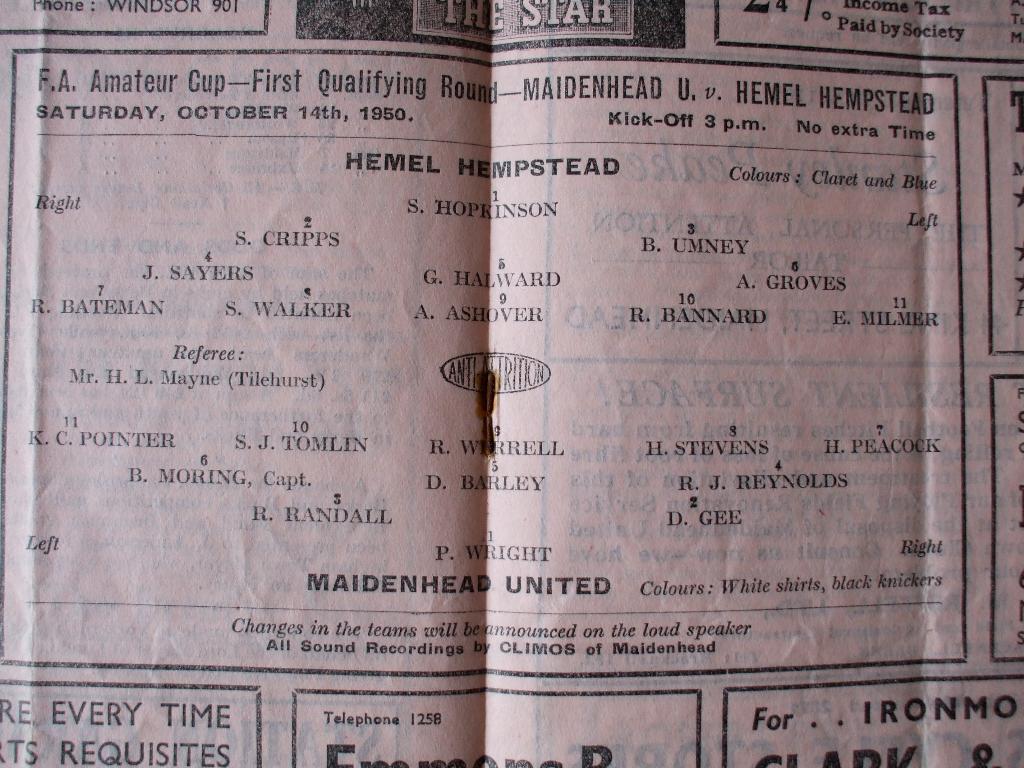 Phone : WINDSOR 901
THE STAR
Income Tax
Paid by Society
F.A. Amateur Cup—First Qualifying Round—MAIDENHEAD U. v. HEMEL HEMPSTEAD
SATURDAY, OCTOBER 14th, 1950. Kick-Off 3 p.m. No extra Time
HEMEL HEMPSTEAD Colours : Claret and Blue
Right 1 Left
S. HOPKINSON
2 3
S. CRIPPS B. UMNEY
4 5 6
J. SAYERS G. HALWARD A. GROVES
7 8 9 10 11
R. BATEMAN S. WALKER A. ASHOVER R. BANNARD E. MILMER
Referee :
Mr. H. L. Mayne (Tilehurst)
11 10 9 8 7
K. C. POINTER S. J. TOMLIN R. WERRELL H. STEVENS H. PEACOCK
6 5 4
B. MORING, Capt. D. BARLEY R. J. REYNOLDS
3 2
R. RANDALL D. GEE
Left 1 Right
P. WRIGHT
MAIDENHEAD UNITED Colours : White shirts, black knickers
Changes in the teams will be announced on the loud speaker
All Sound Recordings by CLIMOS of Maidenhead
RE EVERY TIME
RTS REQUISITES
Telephone 1258
For . . IRONMO
CLARK &